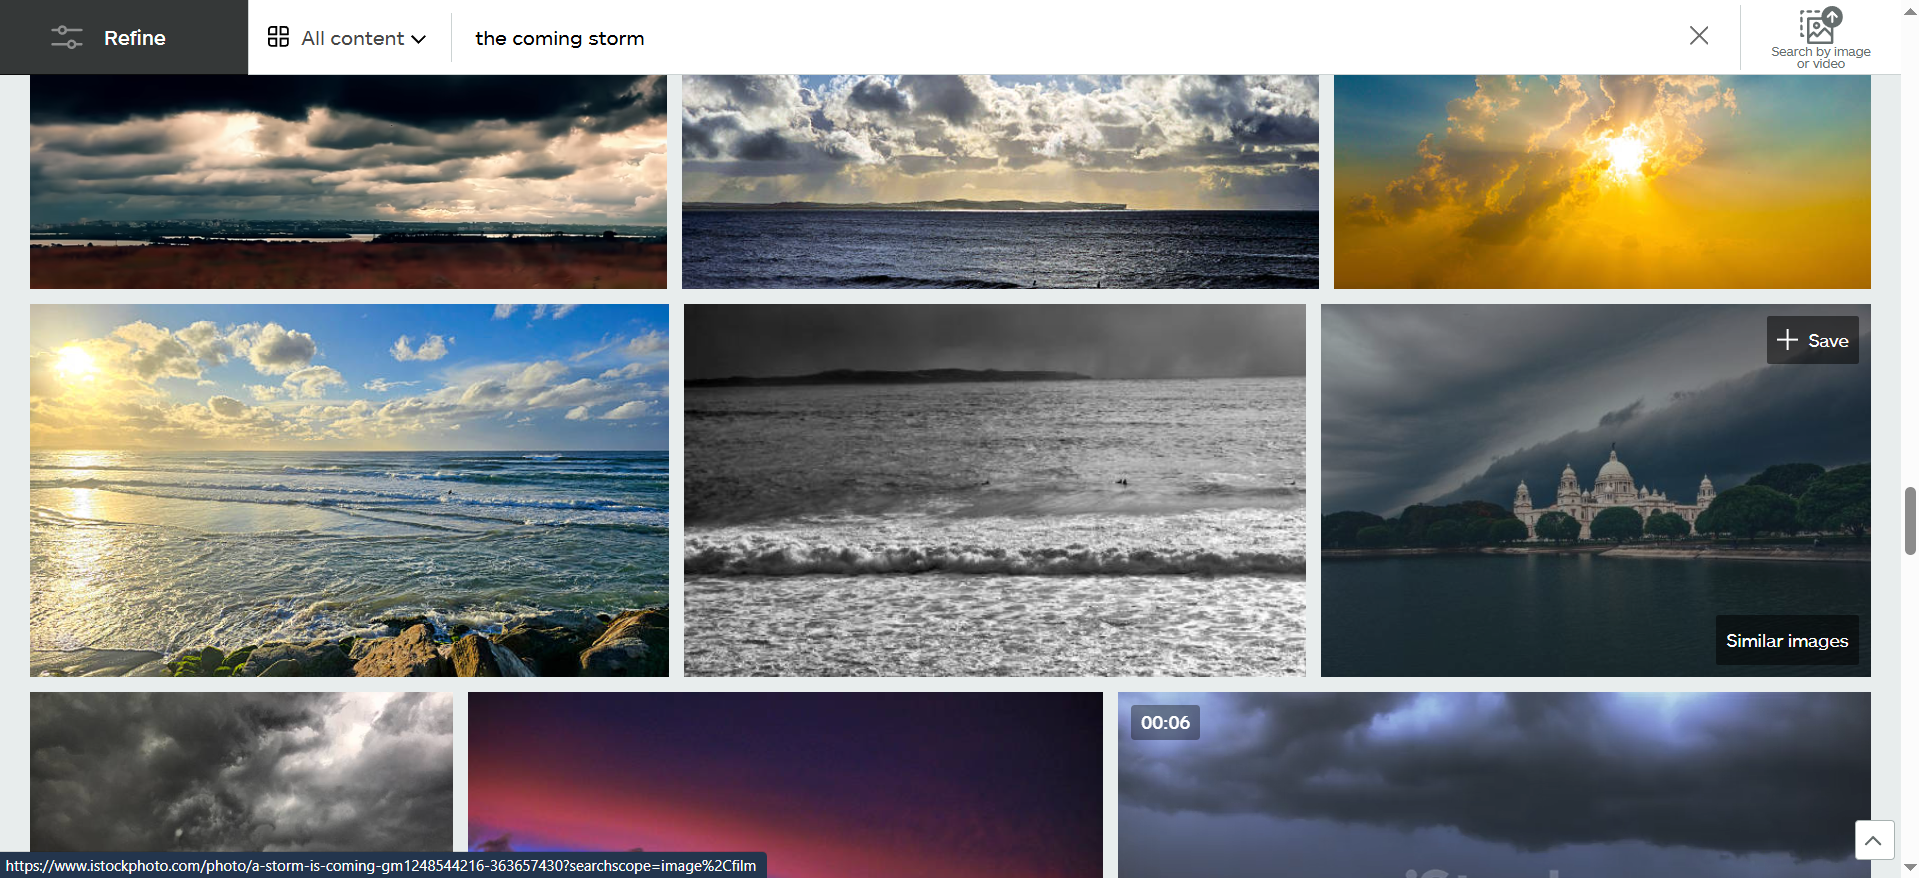 Refine
All content
the coming storm
Search by image
or video
Save
Similar images
00:06
https://www.istockphoto.com/photo/a-storm-is-coming-gm1248544216-363657430?searchscope=image%2Cfilm